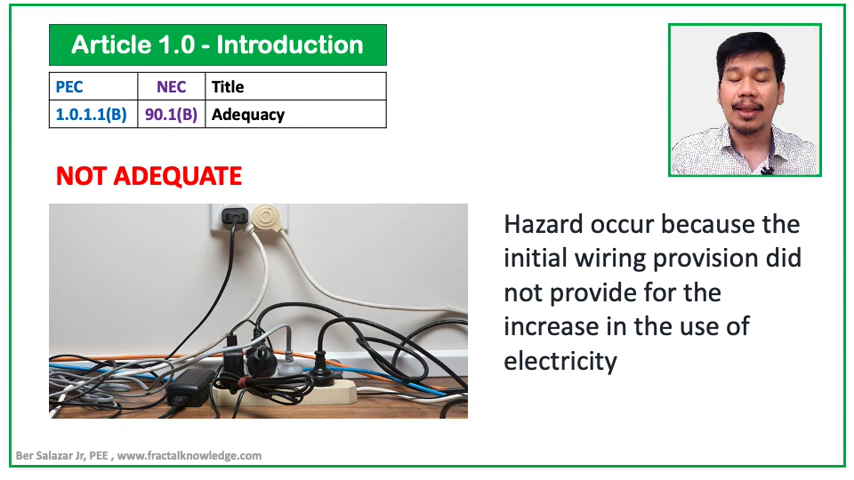 Article 1.0 - Introduction
PEC NEC Title
1.0.1.1(B) 90.1(B) Adequacy
NOT ADEQUATE
Hazard occur because the
initial wiring provision did
not provide for the
increase in the use of
electricity
Ber Salazar Jr, PEE , www.fractalknowledge.com